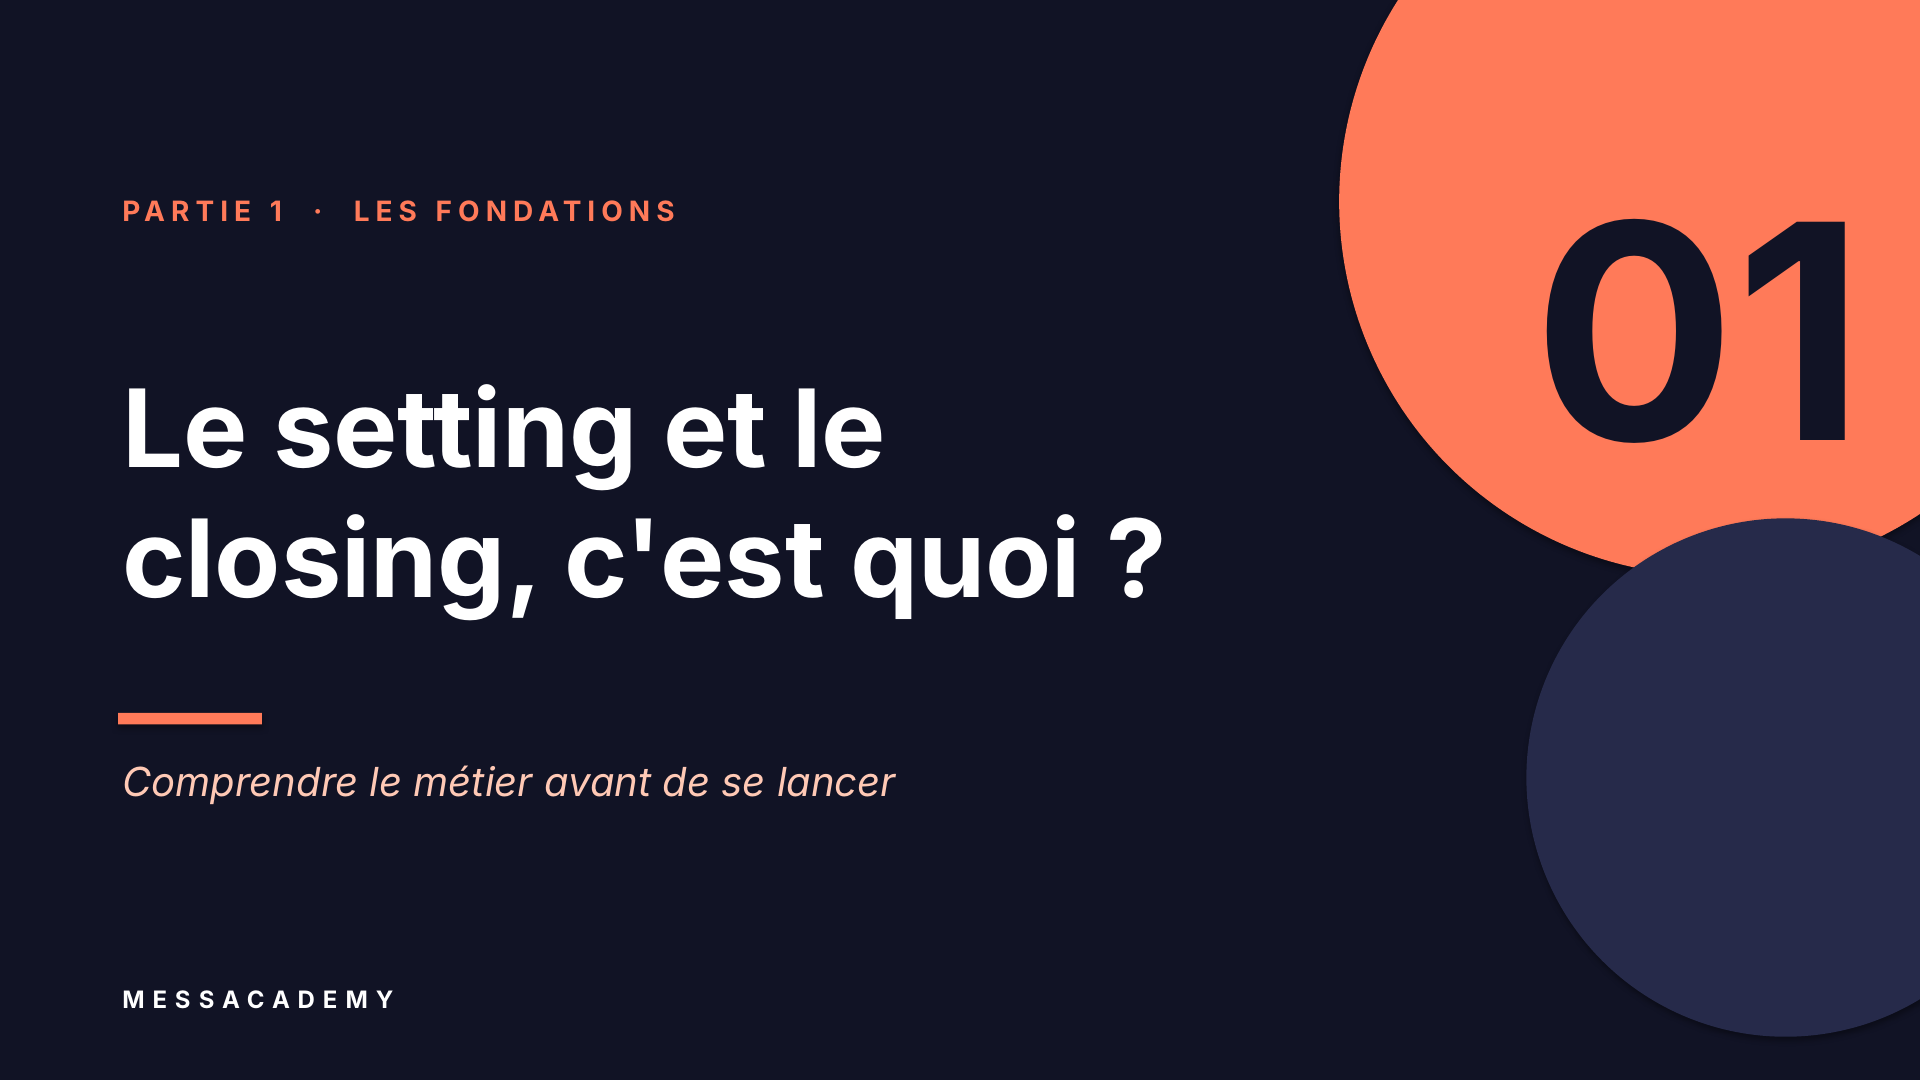 PARTIE 1 · LES FONDATIONS
01
Le setting et le
closing, c'est quoi ?
Comprendre le métier avant de se lancer
MESSACADEMY